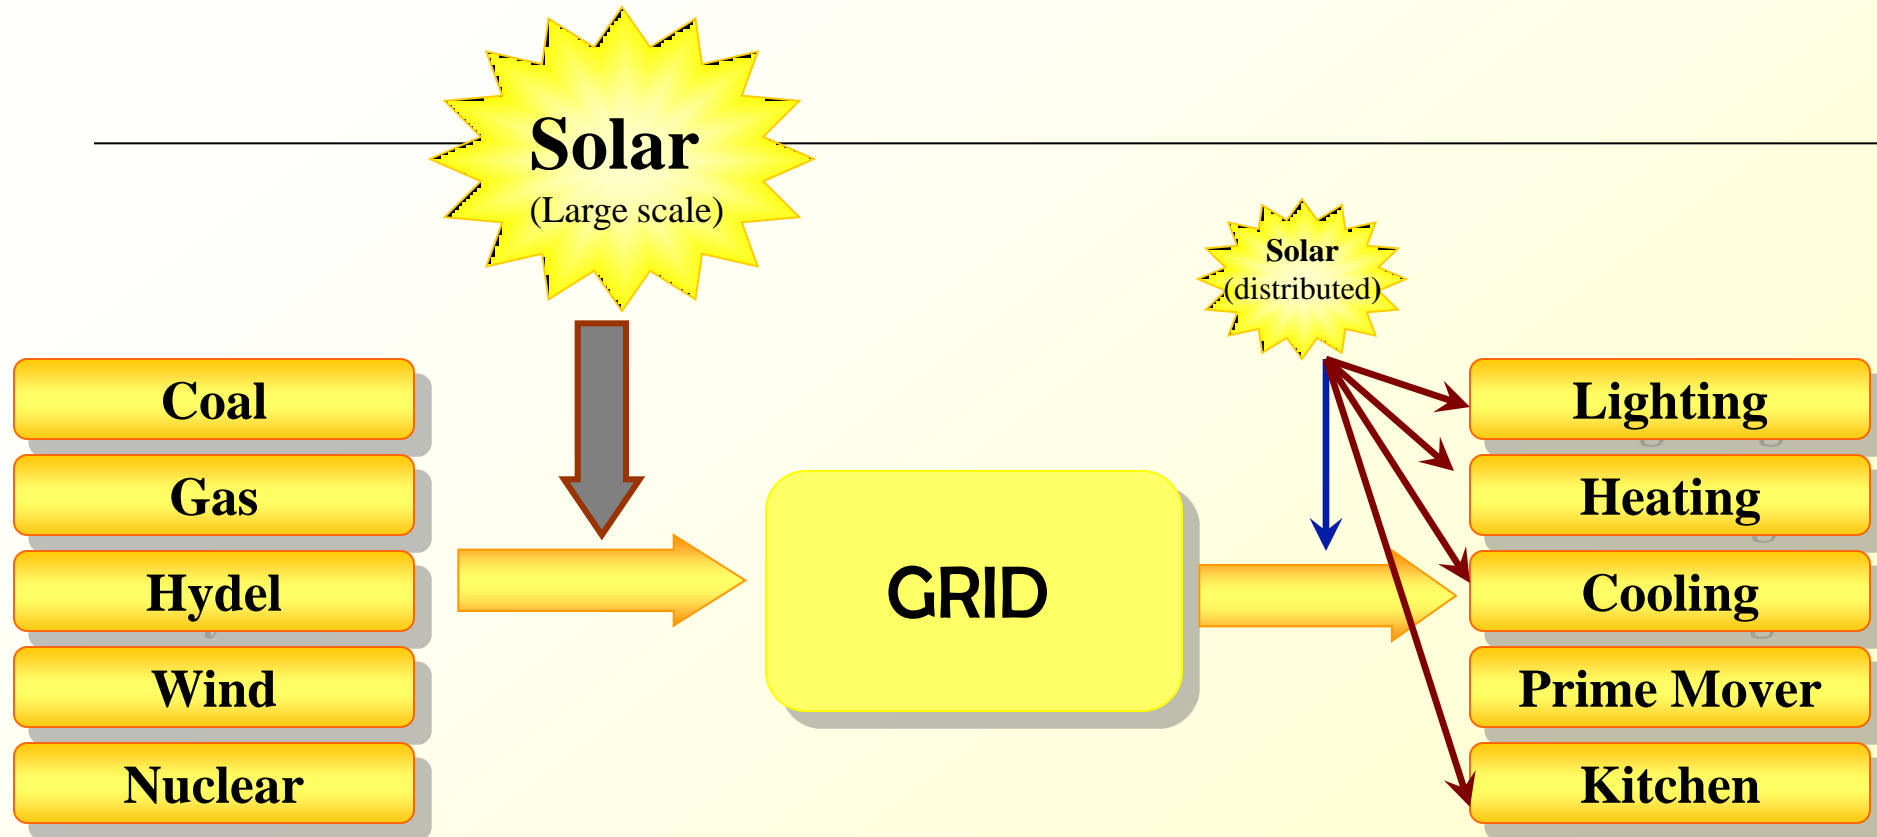 Solar
(Large scale)
Solar
(distributed)
Coal
Gas
Hydel
Wind
Nuclear
GRID
Lighting
Heating
Cooling
Prime Mover
Kitchen